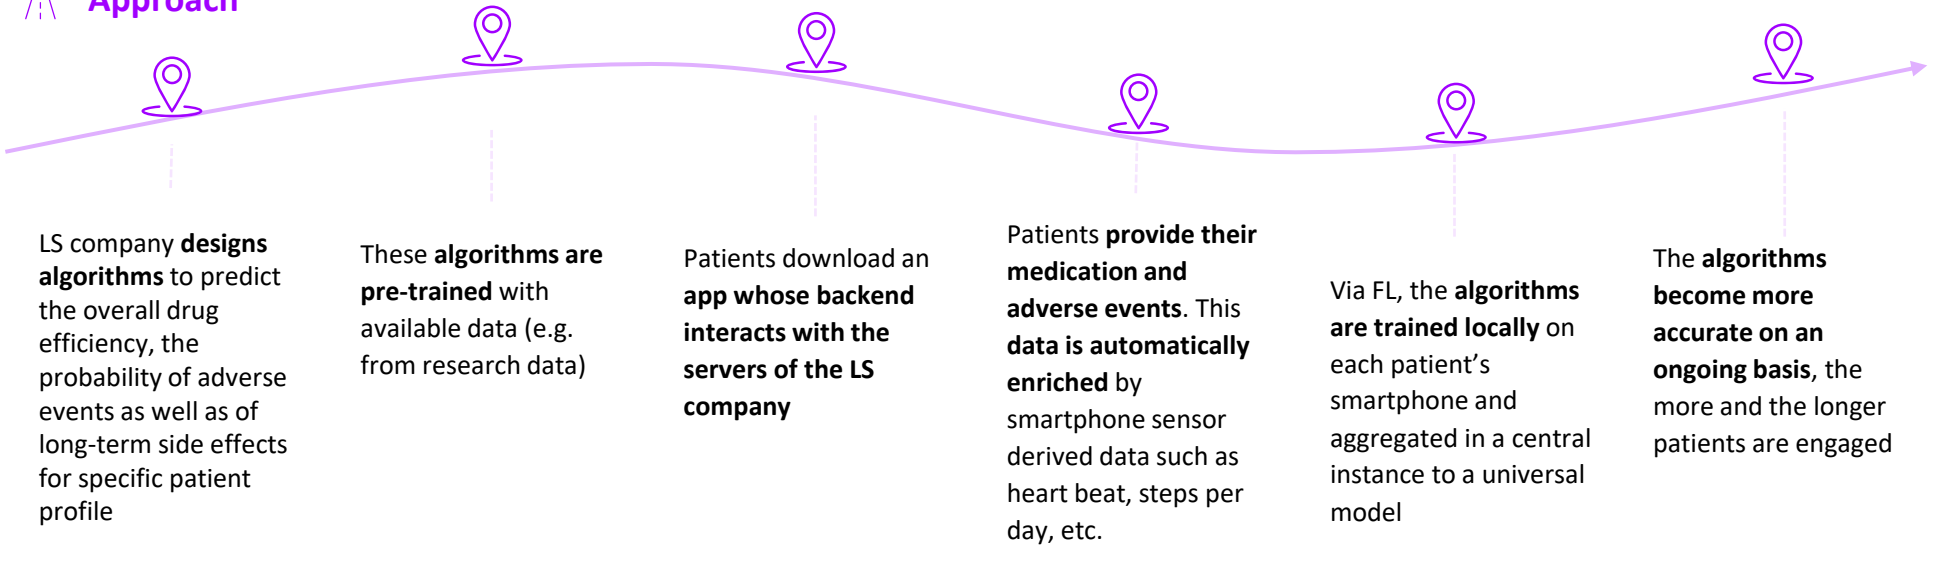 Approach
LS company designs
algorithms to predict
the overall drug
efficiency, the
probability of adverse
events as well as of
long-term side effects
for specific patient
profile
These algorithms are
pre-trained with
available data (e.g.
from research data)
Patients download an
app whose backend
interacts with the
servers of the LS
company
Patients provide their
medication and
adverse events. This
data is automatically
enriched by
smartphone sensor
derived data such as
heart beat, steps per
day, etc.
Via FL, the algorithms
are trained locally on
each patient’s
smartphone and
aggregated in a central
instance to a universal
model
The algorithms
become more
accurate on an
ongoing basis, the
more and the longer
patients are engaged